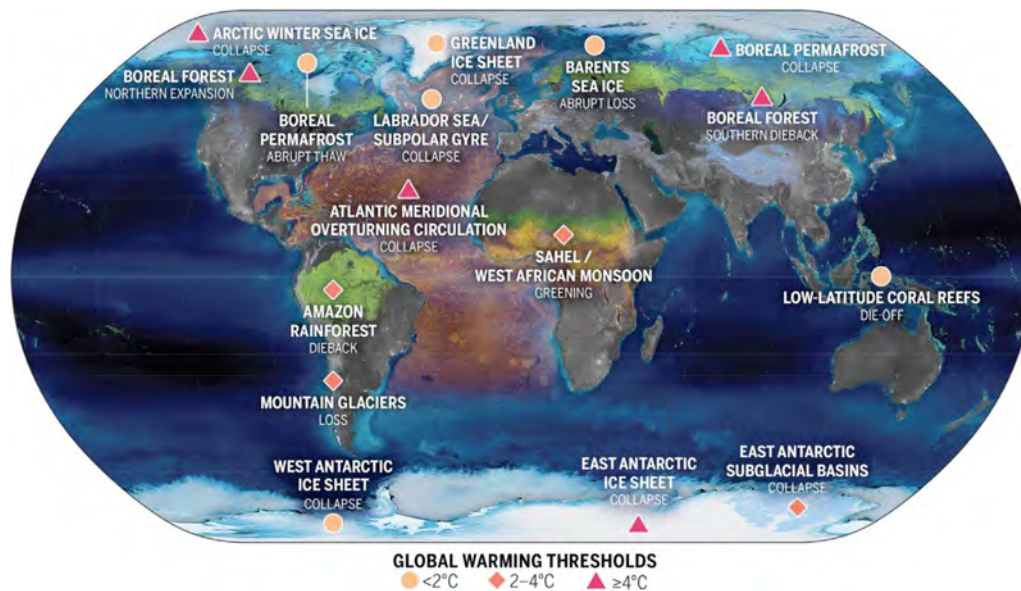 ARCTIC WINTER SEA ICE
COLLAPSE
GREENLAND
ICE SHEET
COLLAPSE
BARENTS
SEA ICE
ABRUPT LOSS
BOREAL PERMAFROST
COLLAPSE
BOREAL FOREST
NORTHERN EXPANSION
BOREAL
PERMAFROST
ABRUPT THAW
LABRADOR SEA/
SUBPOLAR GYRE
COLLAPSE
BOREAL FOREST
SOUTHERN DIEBACK
ATLANTIC MERIDIONAL
OVERTURNING CIRCULATION
COLLAPSE
SAHEL /
WEST AFRICAN MONSOON
GREENING
LOW-LATITUDE CORAL REEFS
DIE-OFF
AMAZON
RAINFOREST
DIEBACK
MOUNTAIN GLACIERS
LOSS
WEST ANTARCTIC
ICE SHEET
COLLAPSE
EAST ANTARCTIC
ICE SHEET
COLLAPSE
EAST ANTARCTIC
SUBGLACIAL BASINS
COLLAPSE
GLOBAL WARMING THRESHOLDS
<2°C 2–4°C ≥4°C